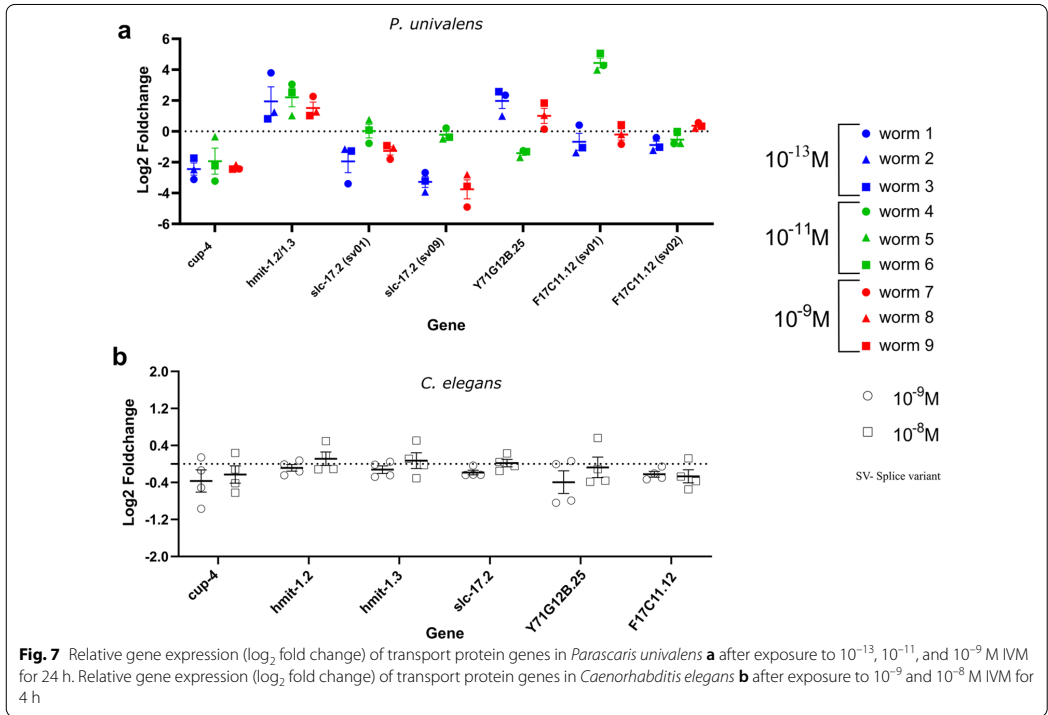 a
P. univalens
6
4
2
0
-2
-4
-6
Log2 Foldchange
cup-4
hmit-1.2/1.3
slc-17.2 (sv01)
slc-17.2 (sv09)
Y71G12B.25
F17C11.12 (sv01)
F17C11.12 (sv02)
Gene
10⁻¹³M
worm 1
worm 2
worm 3
10⁻¹¹M
worm 4
worm 5
worm 6
10⁻⁹M
worm 7
worm 8
worm 9
b
C. elegans
2.0
1.2
0.4
-0.4
-1.2
-2.0
Log2 Foldchange
cup-4
hmit-1.2
hmit-1.3
slc-17.2
Y71G12B.25
F17C11.12
Gene
10⁻⁹M
10⁻⁸M
SV- Splice variant
Fig. 7 Relative gene expression (log₂ fold change) of transport protein genes in Parascaris univalens a after exposure to 10⁻¹³, 10⁻¹¹, and 10⁻⁹ M IVM
for 24 h. Relative gene expression (log₂ fold change) of transport protein genes in Caenorhabditis elegans b after exposure to 10⁻⁹ and 10⁻⁸ M IVM for
4 h